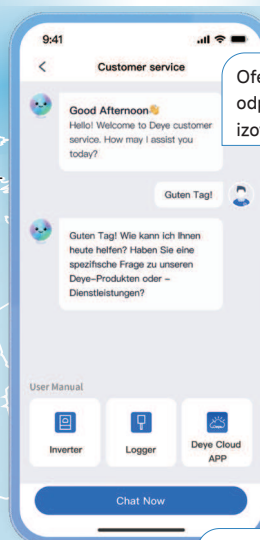 9:41
Customer service
Ofe
odp
izo
Good Afternoon👋
Hello! Welcome to Deye customer
service. How may I assist you
today?
Guten Tag!
Guten Tag! Wie kann ich Ihnen
heute helfen? Haben Sie eine
spezifische Frage zu unseren
Deye-Produkten oder -
Dienstleistungen?
User Manual
Inverter
Logger
Deye Cloud
APP
Chat Now